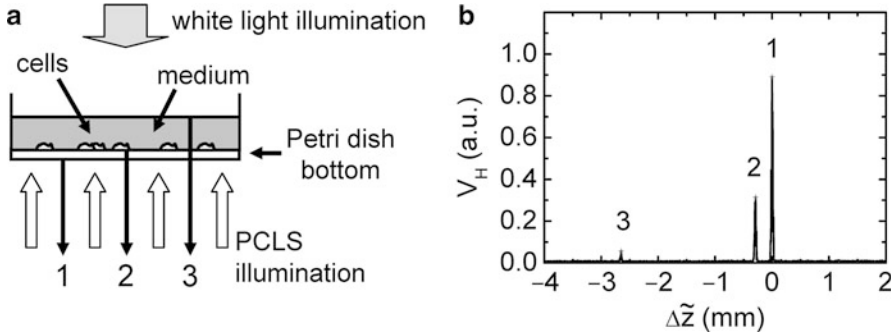 a
white light illumination
cells
medium
Petri dish
bottom
PCLS
illumination
1 2 3
b
V_H (a.u.)
1.0
0.8
0.6
0.4
0.2
0.0
1
2
3
−4 −3 −2 −1 0 1 2
Δz̃ (mm)